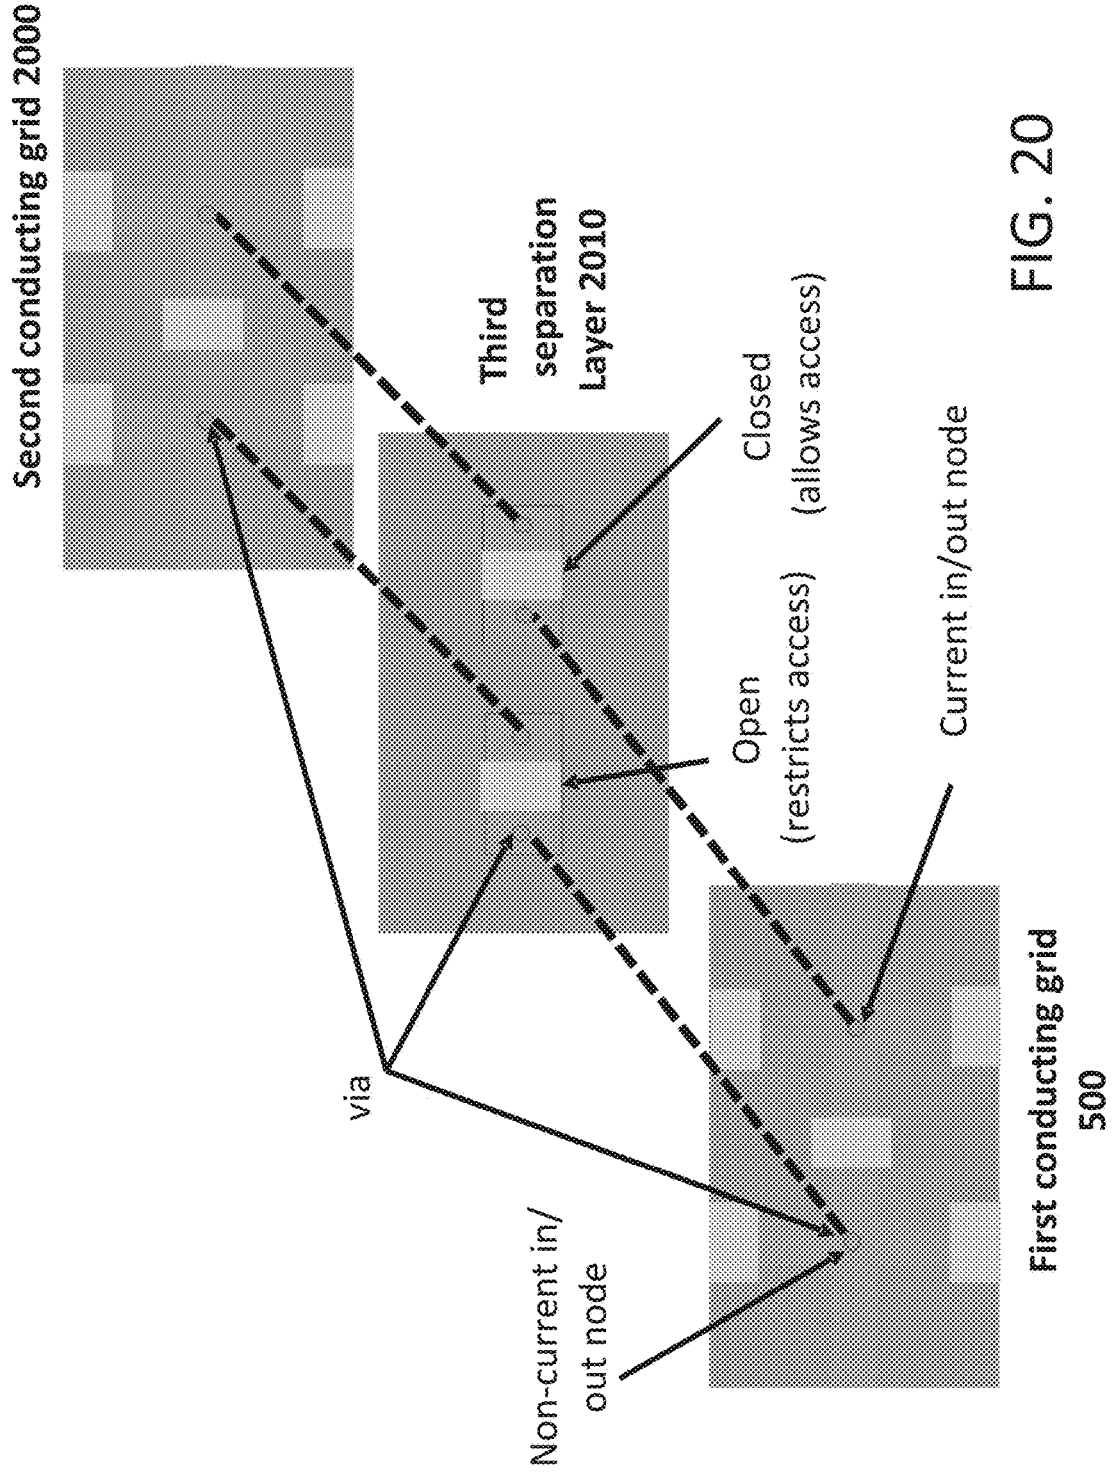 Second conducting grid 2000
Third
separation
Layer 2010
via
Closed
(allows access)
Open
(restricts access)
Non-current in/
out node
Current in/out node
First conducting grid
500
FIG. 20